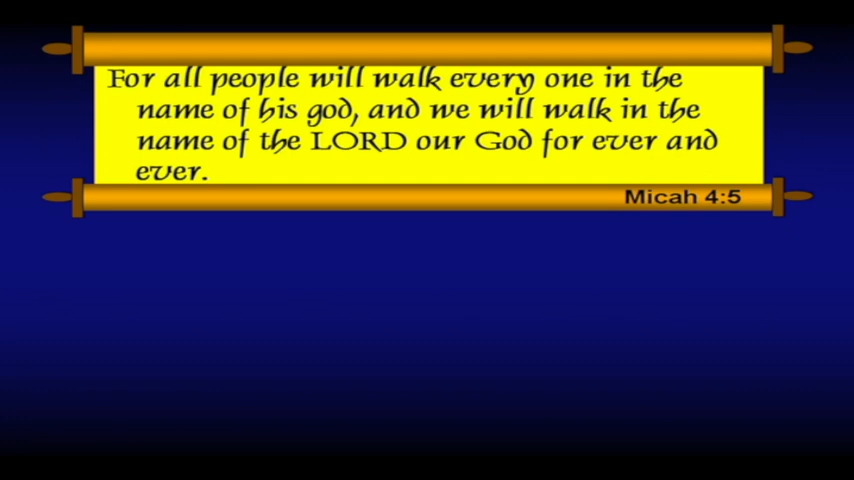 For all people will walk every one in the
name of his god, and we will walk in the
name of the LORD our God for ever and
ever.
Micah 4:5